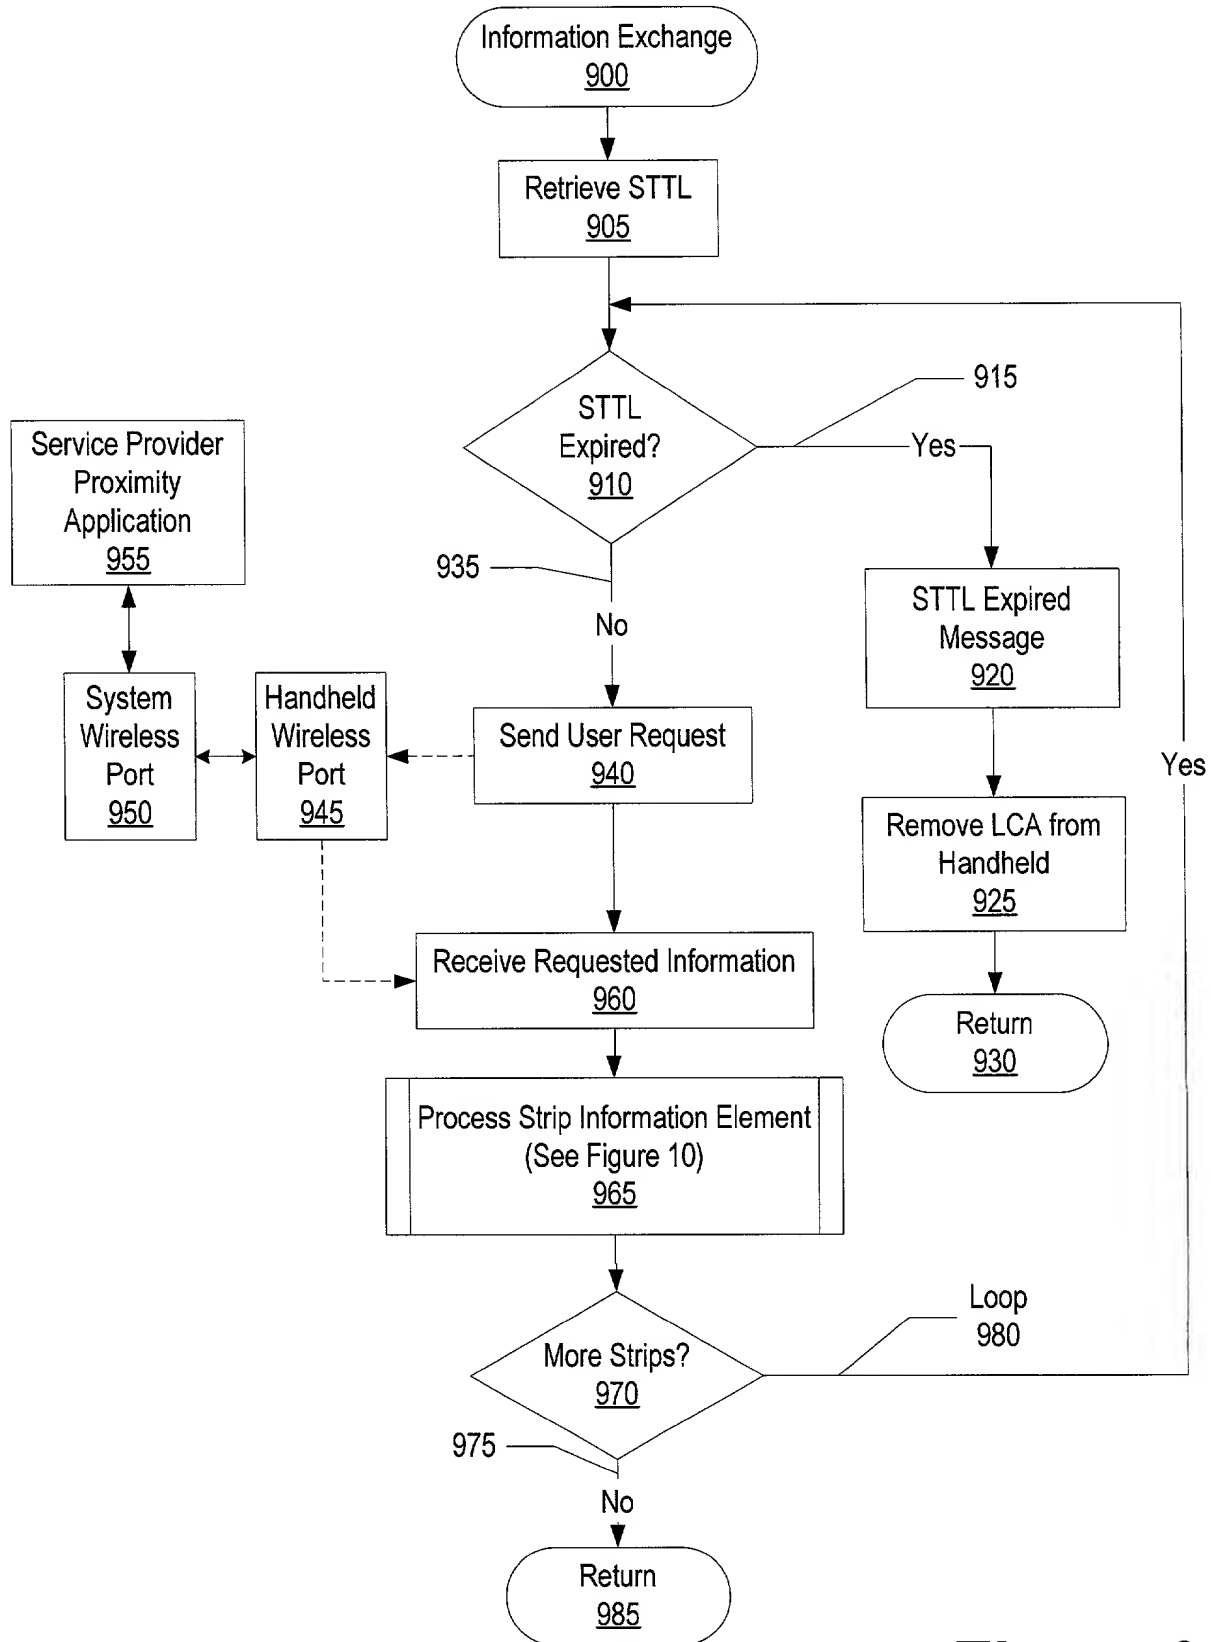 Information Exchange
900
Retrieve STTL
905
STTL
Expired?
910
915
Yes
Service Provider
Proximity
Application
955
935
No
STTL Expired
Message
920
System
Wireless
Port
950
Handheld
Wireless
Port
945
Send User Request
940
Yes
Remove LCA from
Handheld
925
Receive Requested Information
960
Return
930
Process Strip Information Element
(See Figure 10)
965
Loop
980
More Strips?
970
975
No
Return
985